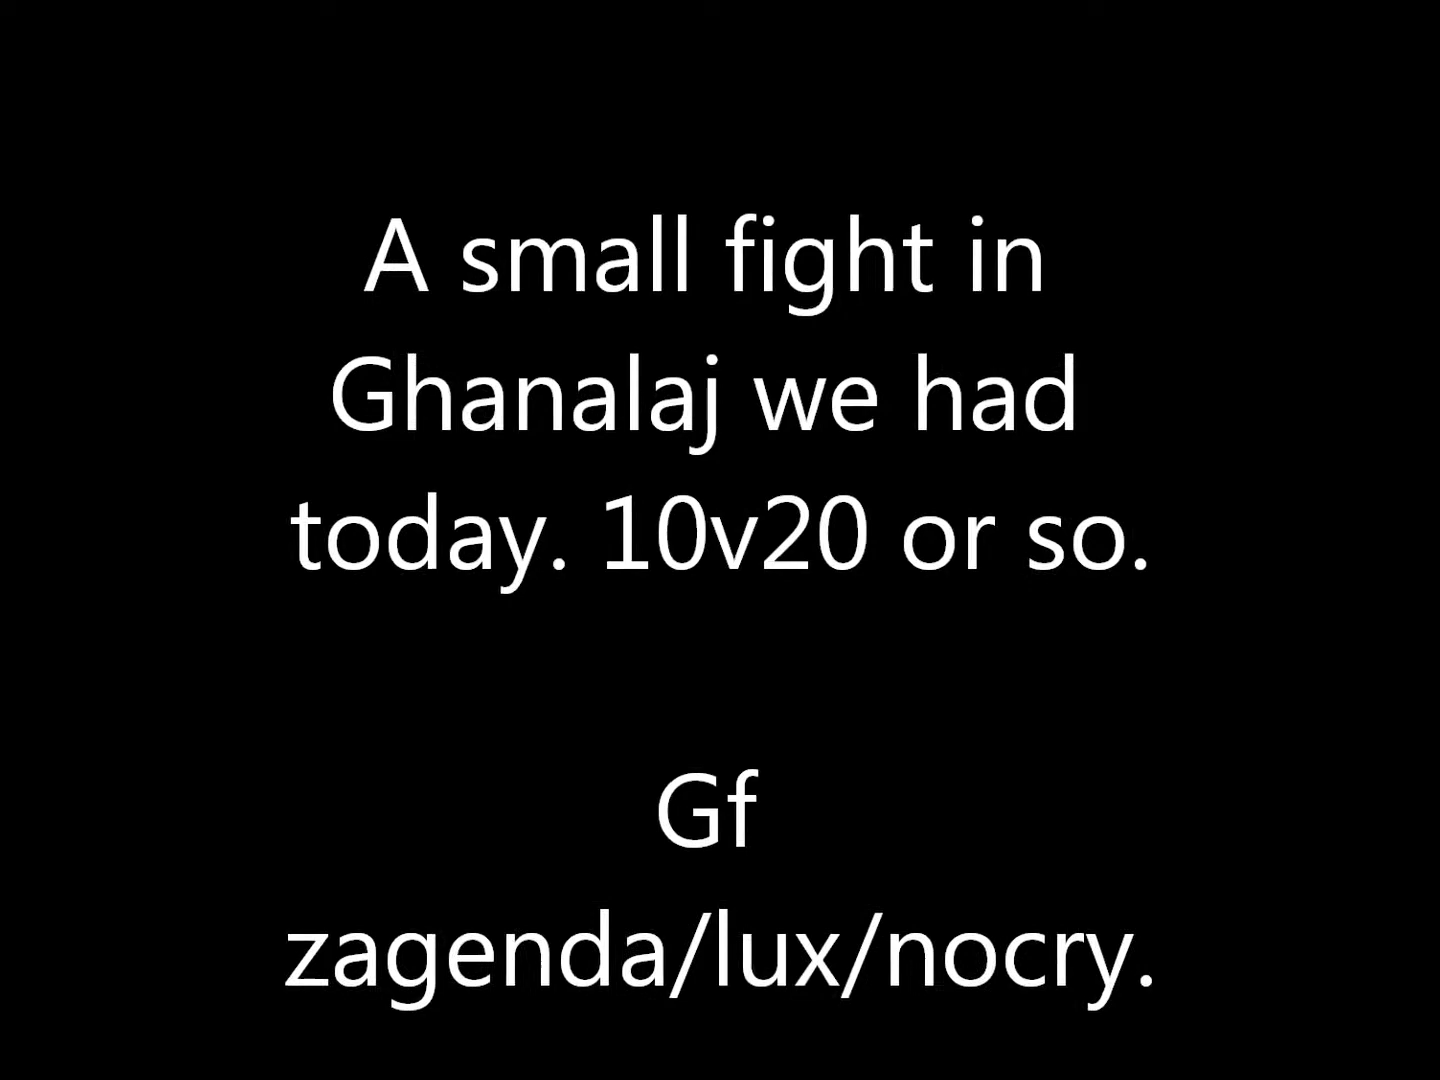 A small fight in
Ghanalaj we had
today. 10v20 or so.
Gf
zagenda/lux/nocry.